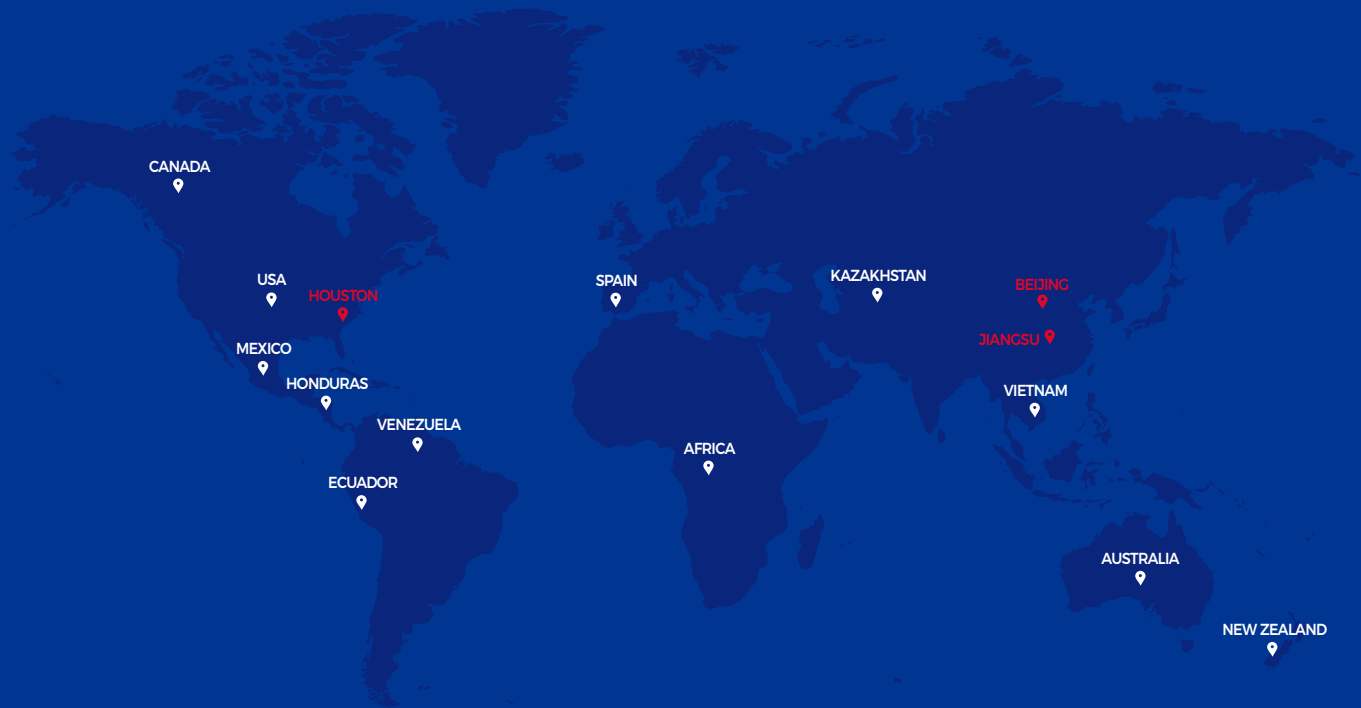 CANADA
USA
HOUSTON
SPAIN
KAZAKHSTAN
BEIJING
JIANGSU
MEXICO
HONDURAS
VIETNAM
VENEZUELA
AFRICA
ECUADOR
AUSTRALIA
NEW ZEALAND